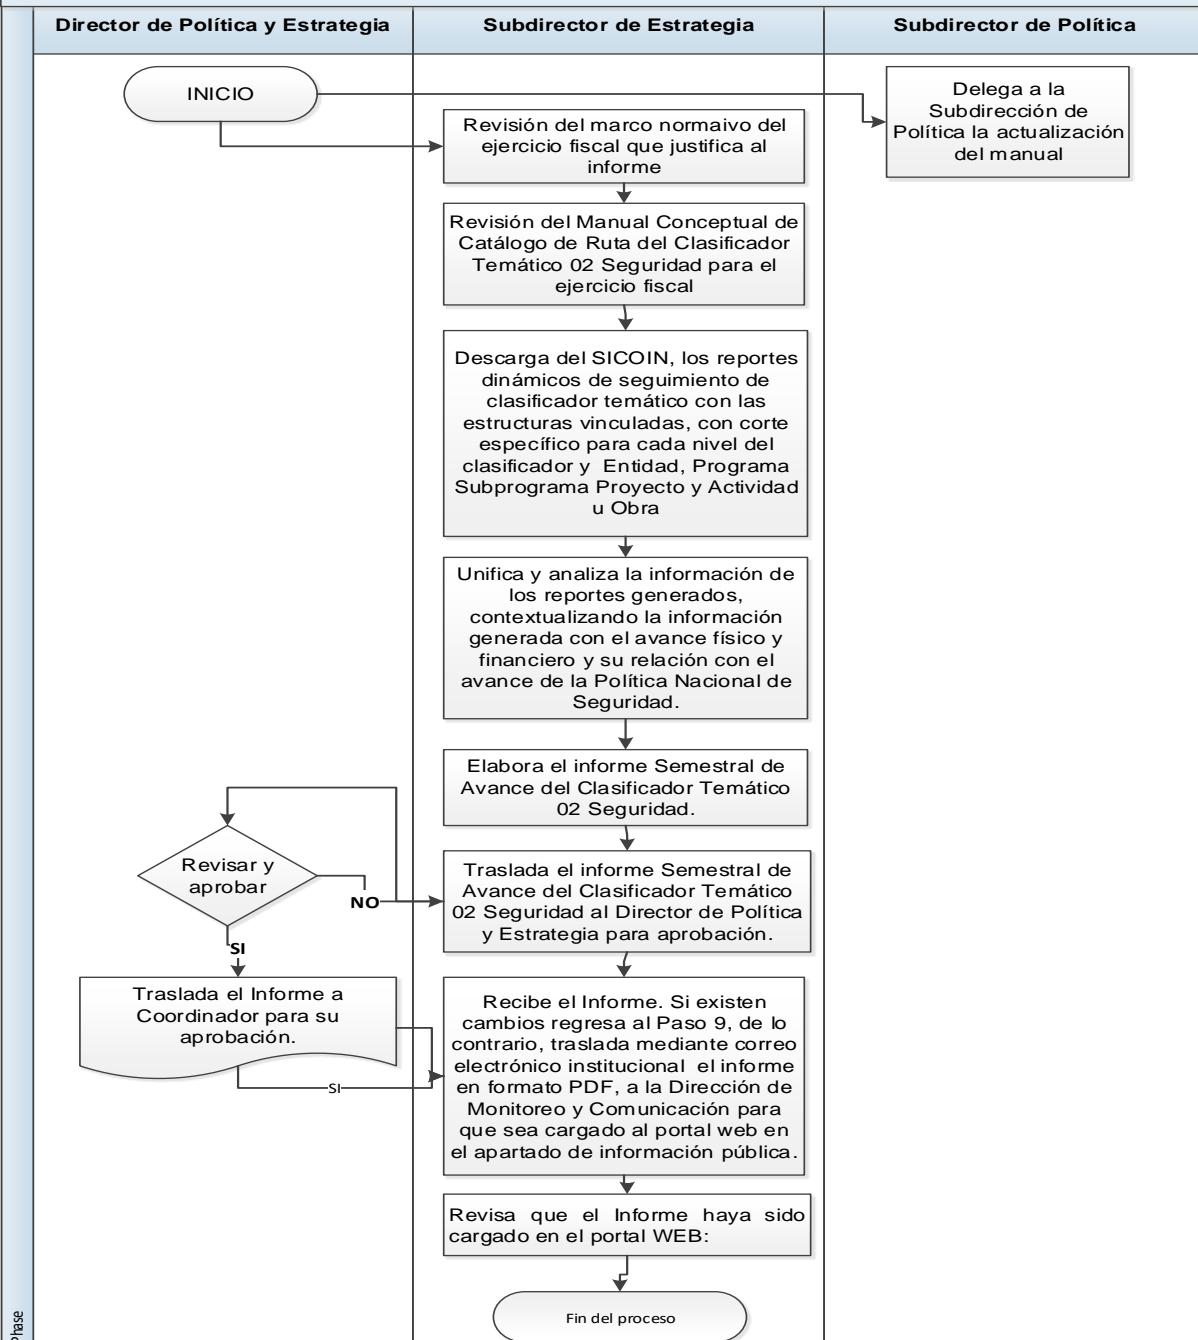 Director de Política y Estrategia
Subdirector de Estrategia
Subdirector de Política
INICIO
Delega a la
Subdirección de
Política la actualización
del manual
Revisión del marco normaivo del
ejercicio fiscal que justifica al
informe
Revisión del Manual Conceptual de
Catálogo de Ruta del Clasificador
Temático 02 Seguridad para el
ejercicio fiscal
Descarga del SICOIN, los reportes
dinámicos de seguimiento de
clasificador temático con las
estructuras vinculadas, con corte
específico para cada nivel del
clasificador y Entidad, Programa
Subprograma Proyecto y Actividad
u Obra
Unifica y analiza la información de
los reportes generados,
contextualizando la información
generada con el avance físico y
financiero y su relación con el
avance de la Política Nacional de
Seguridad.
Elabora el informe Semestral de
Avance del Clasificador Temático
02 Seguridad.
Revisar y
aprobar
NO
SI
Traslada el informe Semestral de
Avance del Clasificador Temático
02 Seguridad al Director de Política
y Estrategia para aprobación.
Traslada el Informe a
Coordinador para su
aprobación.
SI
Recibe el Informe. Si existen
cambios regresa al Paso 9, de lo
contrario, traslada mediante correo
electrónico institucional el informe
en formato PDF, a la Dirección de
Monitoreo y Comunicación para
que sea cargado al portal web en
el apartado de información pública.
Revisa que el Informe haya sido
cargado en el portal WEB:
Fin del proceso
Phase